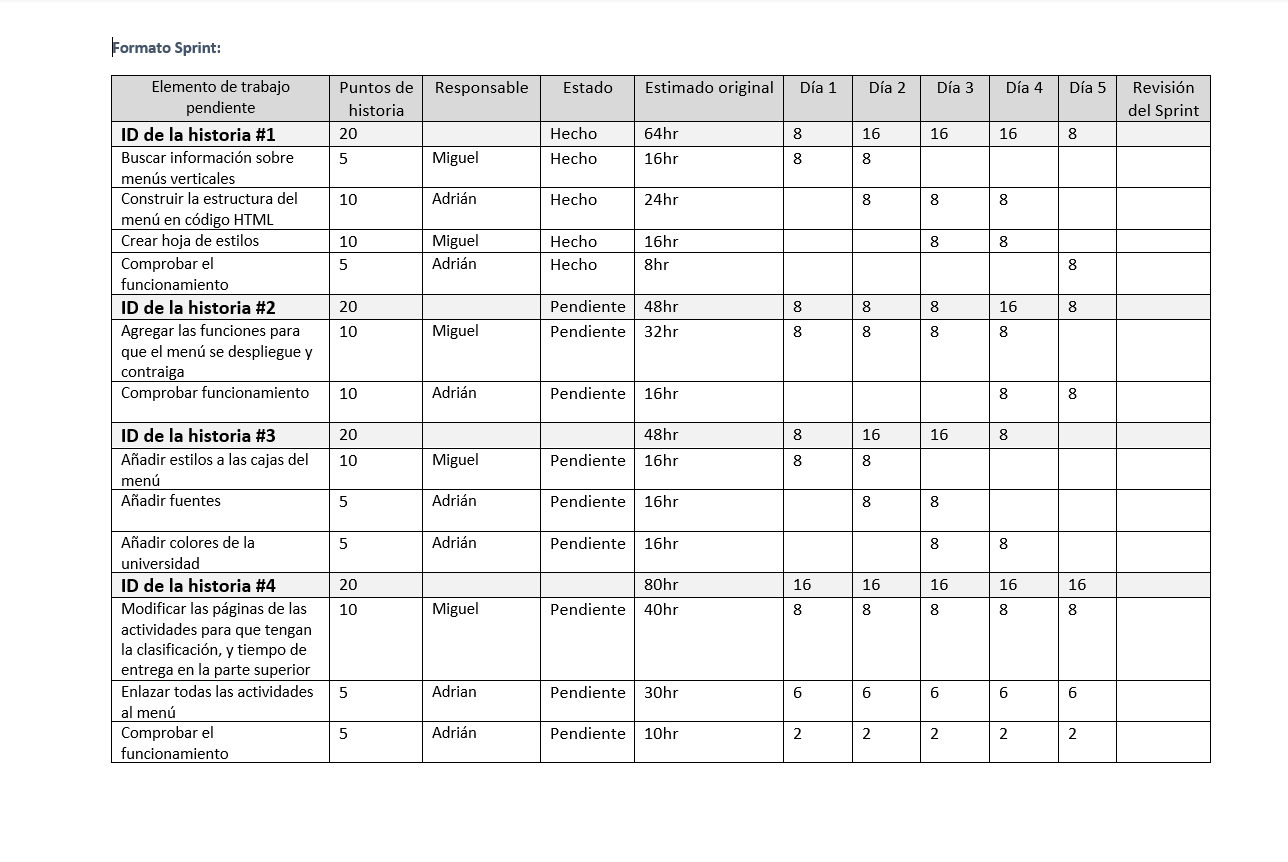 Formato Sprint:
Elemento de trabajo pendiente Puntos de historia Responsable Estado Estimado original Día 1 Día 2 Día 3 Día 4 Día 5 Revisión del Sprint
ID de la historia #1 20 Hecho 64hr 8 16 16 16 8
Buscar información sobre menús verticales 5 Miguel Hecho 16hr 8 8
Construir la estructura del menú en código HTML 10 Adrián Hecho 24hr 8 8 8
Crear hoja de estilos 10 Miguel Hecho 16hr 8 8
Comprobar el funcionamiento 5 Adrián Hecho 8hr 8
ID de la historia #2 20 Pendiente 48hr 8 8 8 16 8
Agregar las funciones para que el menú se despliegue y contraiga 10 Miguel Pendiente 32hr 8 8 8 8
Comprobar funcionamiento 10 Adrián Pendiente 16hr 8 8
ID de la historia #3 20 48hr 8 16 16 8
Añadir estilos a las cajas del menú 10 Miguel Pendiente 16hr 8 8
Añadir fuentes 5 Adrián Pendiente 16hr 8 8
Añadir colores de la universidad 5 Adrián Pendiente 16hr 8 8
ID de la historia #4 20 80hr 16 16 16 16 16
Modificar las páginas de las actividades para que tengan la clasificación, y tiempo de entrega en la parte superior 10 Miguel Pendiente 40hr 8 8 8 8 8
Enlazar todas las actividades al menú 5 Adrian Pendiente 30hr 6 6 6 6 6
Comprobar el funcionamiento 5 Adrián Pendiente 10hr 2 2 2 2 2